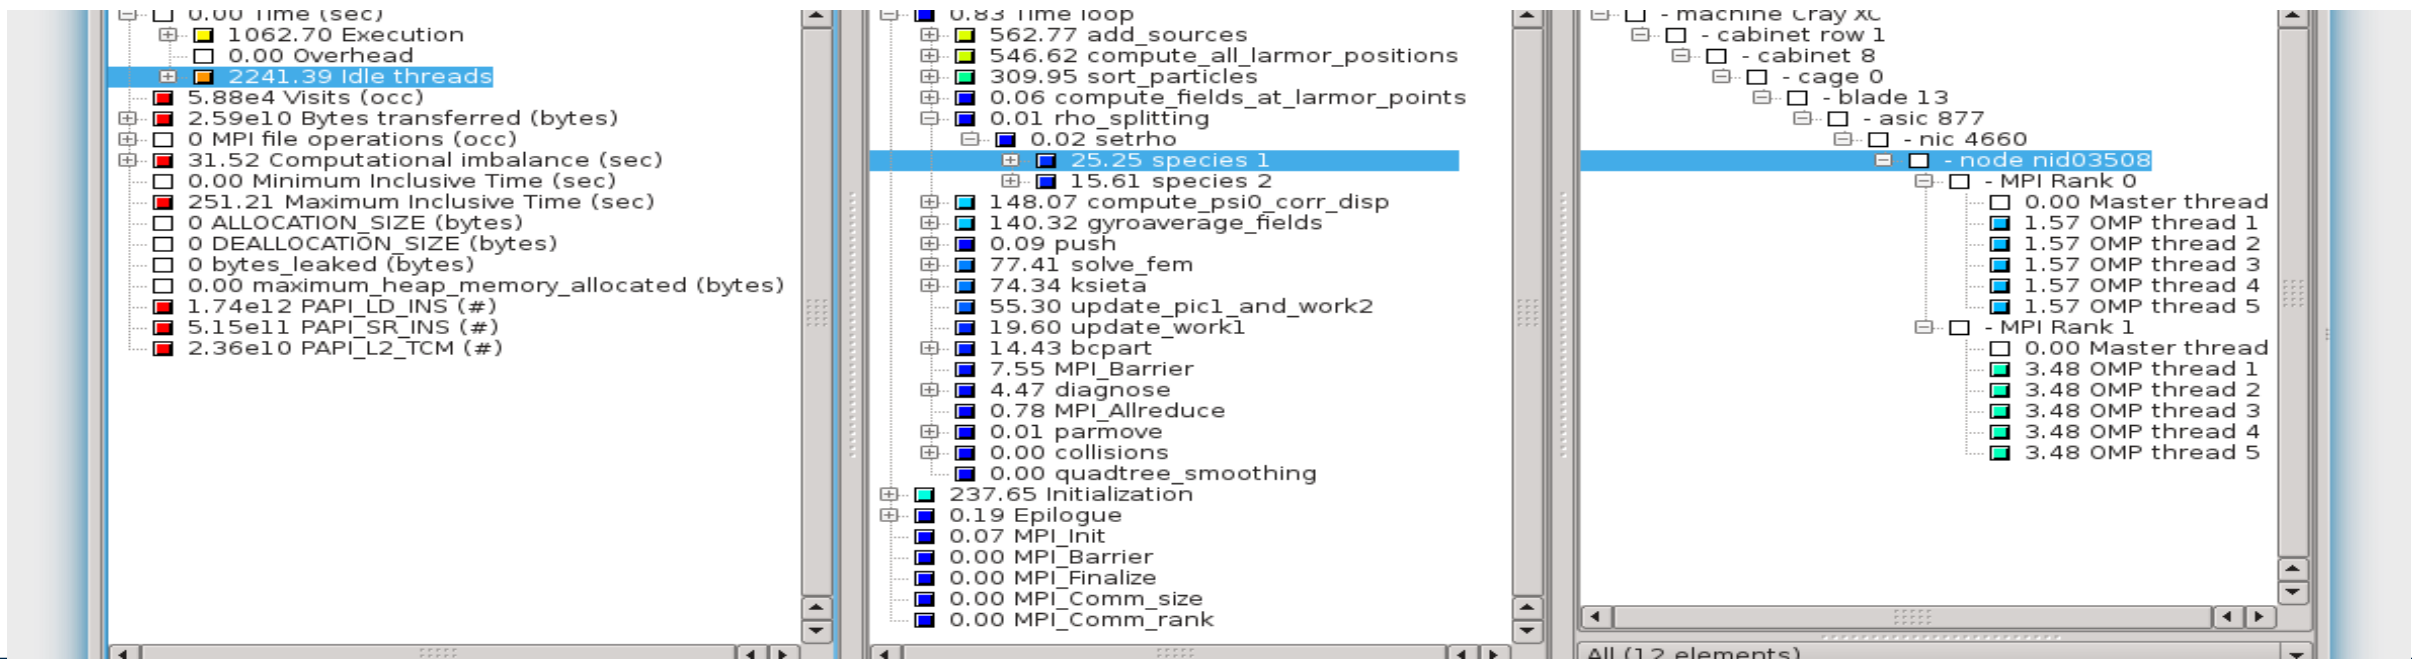 0.00 Time (sec)
1062.70 Execution
0.00 Overhead
2241.39 Idle threads
5.88e4 Visits (occ)
2.59e10 Bytes transferred (bytes)
0 MPI file operations (occ)
31.52 Computational imbalance (sec)
0.00 Minimum Inclusive Time (sec)
251.21 Maximum Inclusive Time (sec)
0 ALLOCATION_SIZE (bytes)
0 DEALLOCATION_SIZE (bytes)
0 bytes_leaked (bytes)
0.00 maximum_heap_memory_allocated (bytes)
1.74e12 PAPI_LD_INS (#)
5.15e11 PAPI_SR_INS (#)
2.36e10 PAPI_L2_TCM (#)
0.83 Time loop
562.77 add_sources
546.62 compute_all_larmor_positions
309.95 sort_particles
0.06 compute_fields_at_larmor_points
0.01 rho_splitting
0.02 setrho
25.25 species 1
15.61 species 2
148.07 compute_psi0_corr_disp
140.32 gyroaverage_fields
0.09 push
77.41 solve_fem
74.34 ksieta
55.30 update_pic1_and_work2
19.60 update_work1
14.43 bcpart
7.55 MPI_Barrier
4.47 diagnose
0.78 MPI_Allreduce
0.01 parmove
0.00 collisions
0.00 quadtree_smoothing
237.65 Initialization
0.19 Epilogue
0.07 MPI_Init
0.00 MPI_Barrier
0.00 MPI_Finalize
0.00 MPI_Comm_size
0.00 MPI_Comm_rank
- machine Cray XC
- cabinet row 1
- cabinet 8
- cage 0
- blade 13
- asic 877
- nic 4660
- node nid03508
- MPI Rank 0
0.00 Master thread
1.57 OMP thread 1
1.57 OMP thread 2
1.57 OMP thread 3
1.57 OMP thread 4
1.57 OMP thread 5
- MPI Rank 1
0.00 Master thread
3.48 OMP thread 1
3.48 OMP thread 2
3.48 OMP thread 3
3.48 OMP thread 4
3.48 OMP thread 5
All (12 elements)